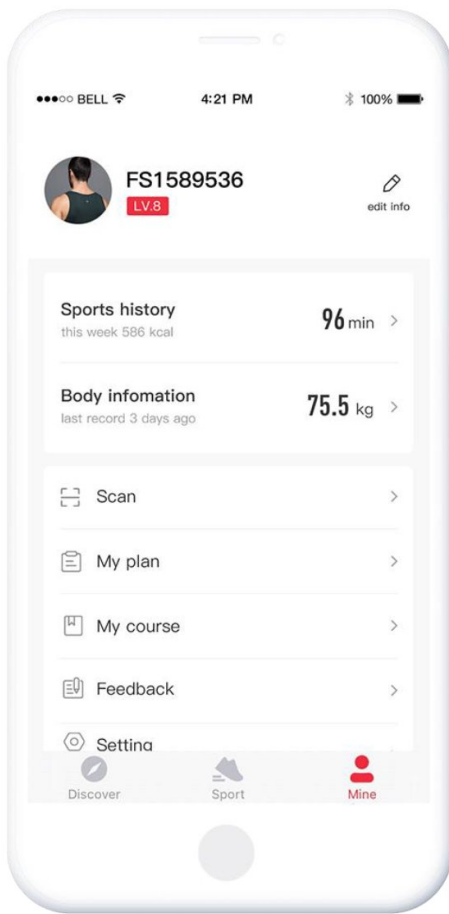 BELL 4:21 PM 100%
FS1589536
LV.8
edit info
Sports history
this week 586 kcal
96 min
Body infomation
last record 3 days ago
75.5 kg
Scan
My plan
My course
Feedback
Setting
Discover Sport Mine